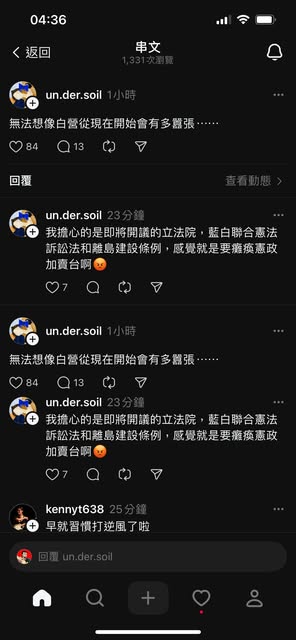 04:36
返回
串文
1,331次瀏覽
un.der.soil 1小時
無法想像白營從現在開始會有多囂張⋯⋯
84 13
回覆
查看動態
un.der.soil 23分鐘
我擔心的是即將開議的立法院，藍白聯合憲法
訴訟法和離島建設條例，感覺就是要癱瘓憲政
加賣台啊😡
7
un.der.soil 1小時
無法想像白營從現在開始會有多囂張⋯⋯
84 13
un.der.soil 23分鐘
我擔心的是即將開議的立法院，藍白聯合憲法
訴訟法和離島建設條例，感覺就是要癱瘓憲政
加賣台啊😡
7
kennyt638 25分鐘
早就習慣打逆風了啦
回覆 un.der.soil